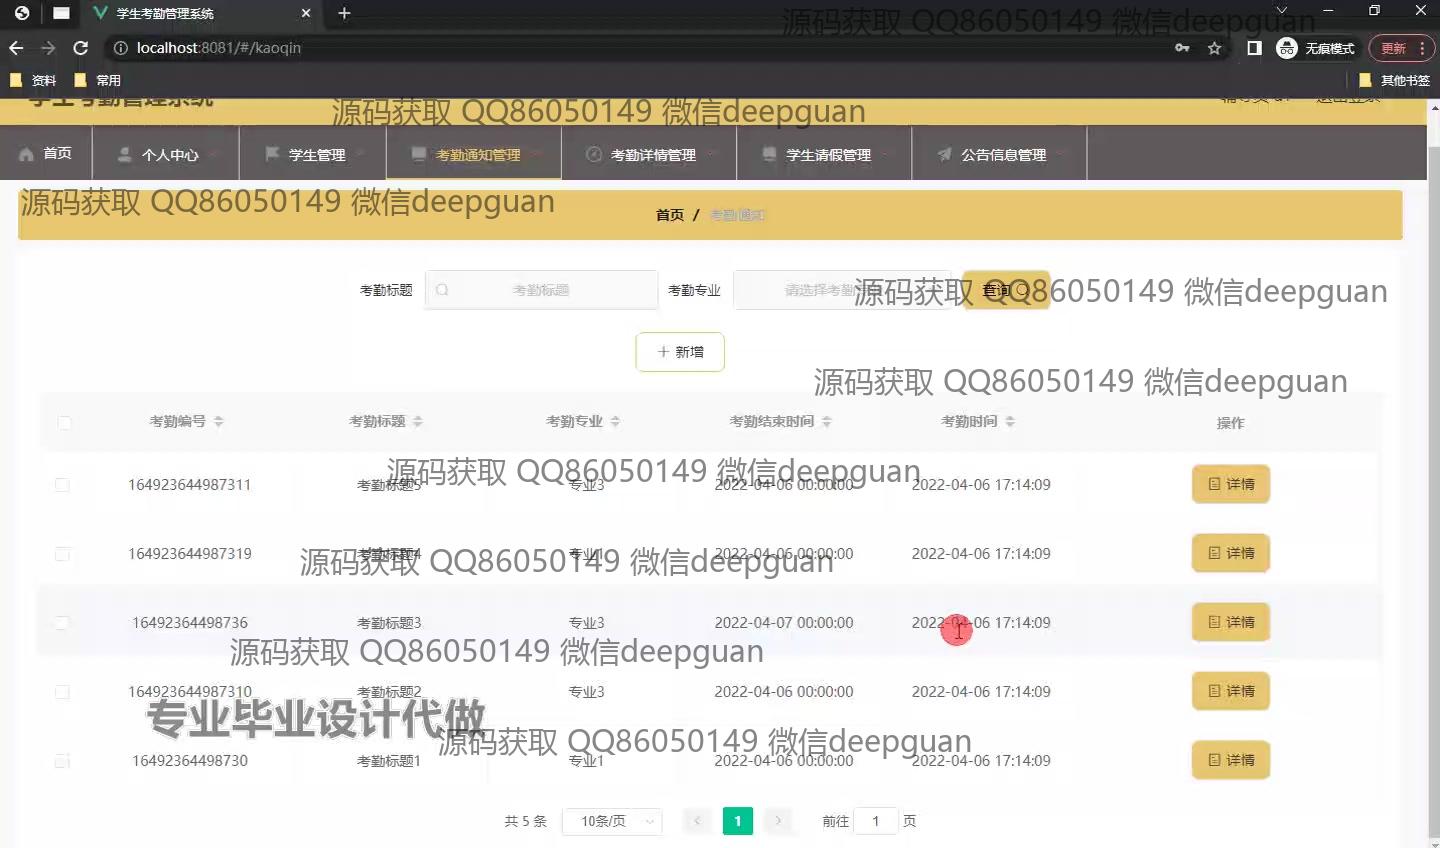 学生考勤管理系统
源码获取 QQ86050149 微信deepguan
localhost:8081/#/kaoqin
无痕模式
更新
资料
常用
其他书签
学生考勤管理系统
源码获取 QQ86050149 微信deepguan
退出登录
首页
个人中心
学生管理
考勤通知管理
考勤详情管理
学生请假管理
公告信息管理
源码获取 QQ86050149 微信deepguan
首页 / 考勤通知
考勤标题
考勤标题
考勤专业
请选择考勤
查询
源码获取 QQ86050149 微信deepguan
新增
源码获取 QQ86050149 微信deepguan
考勤编号 考勤标题 考勤专业 考勤结束时间 考勤时间 操作
源码获取 QQ86050149 微信deepguan
164923644987311 考勤标题5 专业3 2022-04-06 00:00:00 2022-04-06 17:14:09 详情
164923644987319 考勤标题4 专业1 2022-04-06 00:00:00 2022-04-06 17:14:09 详情
源码获取 QQ86050149 微信deepguan
16492364498736 考勤标题3 专业3 2022-04-07 00:00:00 2022-04-06 17:14:09 详情
源码获取 QQ86050149 微信deepguan
164923644987310 考勤标题2 专业3 2022-04-06 00:00:00 2022-04-06 17:14:09 详情
专业毕业设计代做
源码获取 QQ86050149 微信deepguan
16492364498730 考勤标题1 专业1 2022-04-06 00:00:00 2022-04-06 17:14:09 详情
共 5 条 10条/页 1 前往 1 页